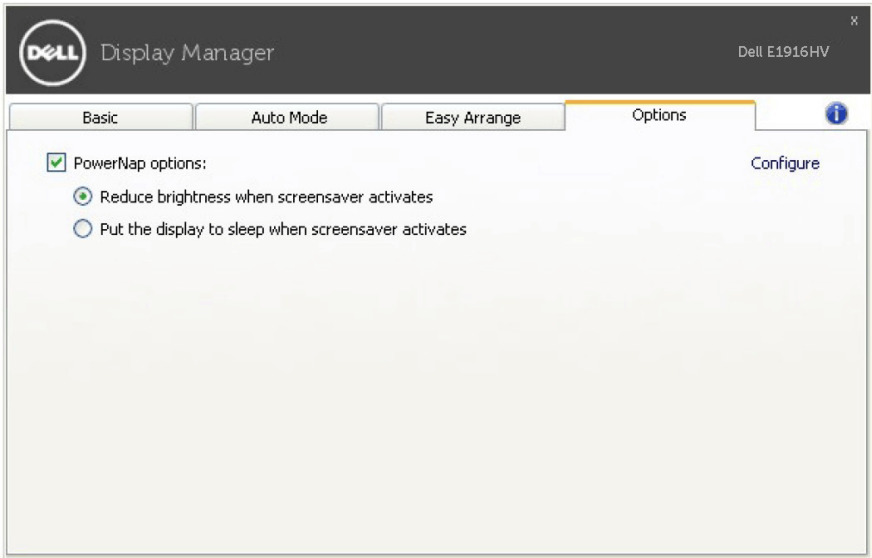 DELL Display Manager
x
Dell E1916HV
Basic Auto Mode Easy Arrange Options i
PowerNap options: Configure
Reduce brightness when screensaver activates
Put the display to sleep when screensaver activates